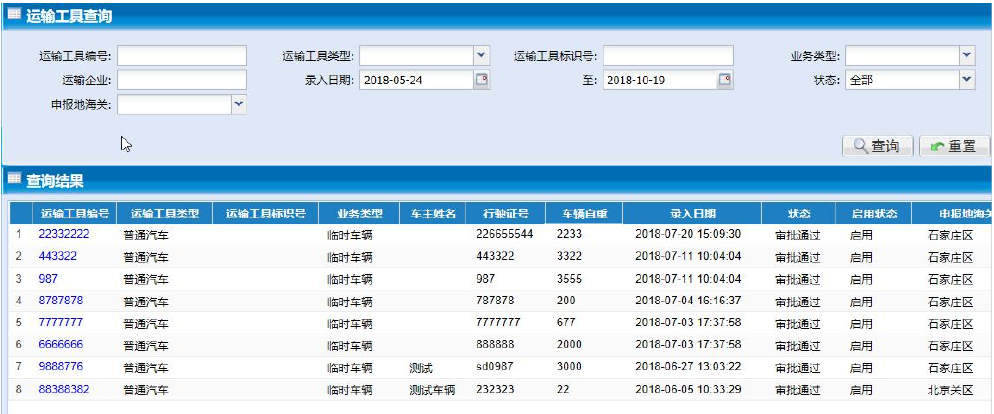 运输工具查询
运输工具编号: 运输工具类型: 运输工具标识号: 业务类型:
运输企业: 录入日期: 2018-05-24 至: 2018-10-19 状态: 全部
申报地海关:
查询 重置
查询结果
运输工具编号 运输工具类型 运输工具标识号 业务类型 车主姓名 行驶证号 车辆自重 录入日期 状态 启用状态 申报地海关
1 22332222 普通汽车 临时车辆 226655544 2233 2018-07-20 15:09:30 审批通过 启用 石家庄区
2 443322 普通汽车 临时车辆 443322 3322 2018-07-11 10:04:04 审批通过 启用 石家庄区
3 987 普通汽车 临时车辆 987 3555 2018-07-11 10:04:04 审批通过 启用 石家庄区
4 8787878 普通汽车 临时车辆 787878 200 2018-07-04 16:16:37 审批通过 启用 石家庄区
5 7777777 普通汽车 临时车辆 7777777 677 2018-07-03 17:37:58 审批通过 启用 石家庄区
6 6666666 普通汽车 临时车辆 888888 2000 2018-07-03 17:37:58 审批通过 启用 石家庄区
7 9888776 普通汽车 临时车辆 测试 sd0987 3000 2018-06-27 13:03:22 审批通过 启用 石家庄区
8 88388382 普通汽车 临时车辆 测试车辆 232323 22 2018-06-05 10:33:29 审批通过 启用 北京关区